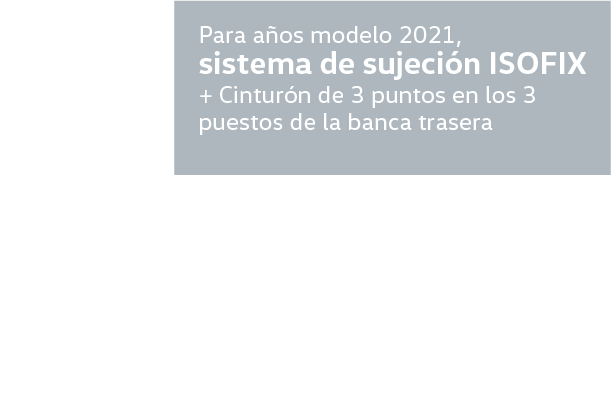 Para años modelo 2021,
sistema de sujeción ISOFIX
+ Cinturón de 3 puntos en los 3
puestos de la banca trasera